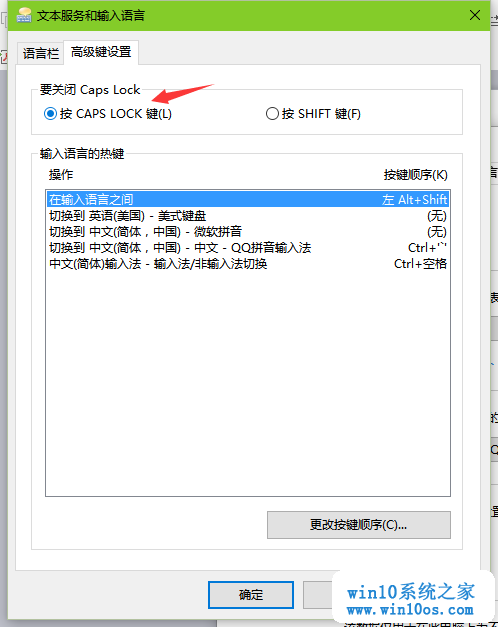 文本服务和输入语言
语言栏 高级键设置
要关闭 Caps Lock
按 CAPS LOCK 键(L) 按 SHIFT 键(F)
输入语言的热键
操作 按键顺序(K)
在输入语言之间 左 Alt+Shift
切换到 英语(美国) - 美式键盘 (无)
切换到 中文(简体，中国) - 微软拼音 (无)
切换到 中文(简体，中国) - 中文 - QQ拼音输入法 Ctrl+'`'
中文(简体)输入法 - 输入法/非输入法切换 Ctrl+空格
更改按键顺序(C)...
确定
win10系统之家
www.win10os.com